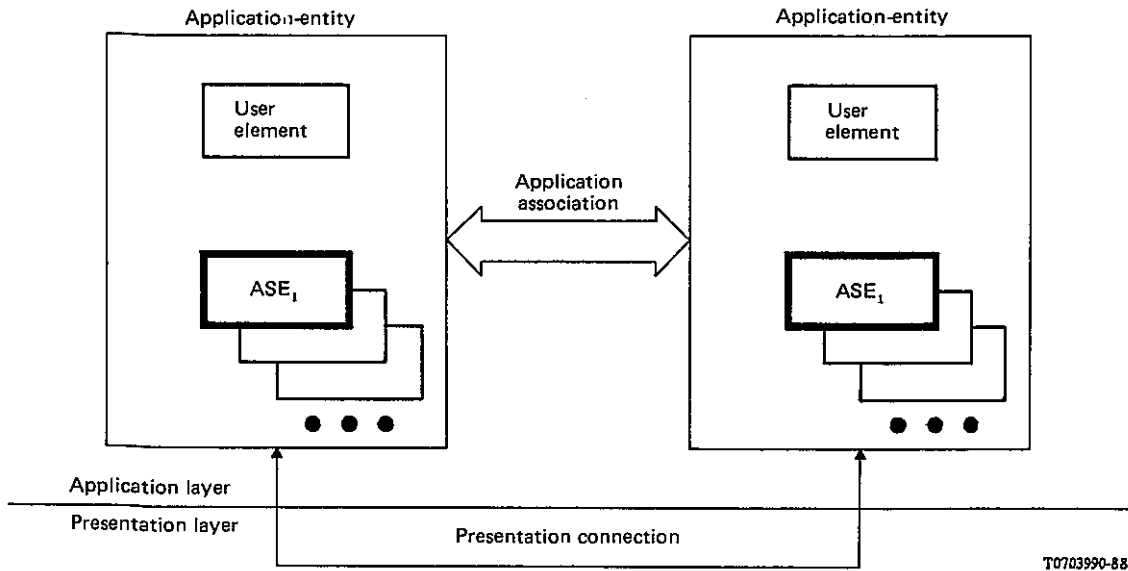 Application-entity
Application-entity
User
element
User
element
Application
association
ASE₁
ASE₁
Application layer
Presentation layer
Presentation connection
T0703990-88